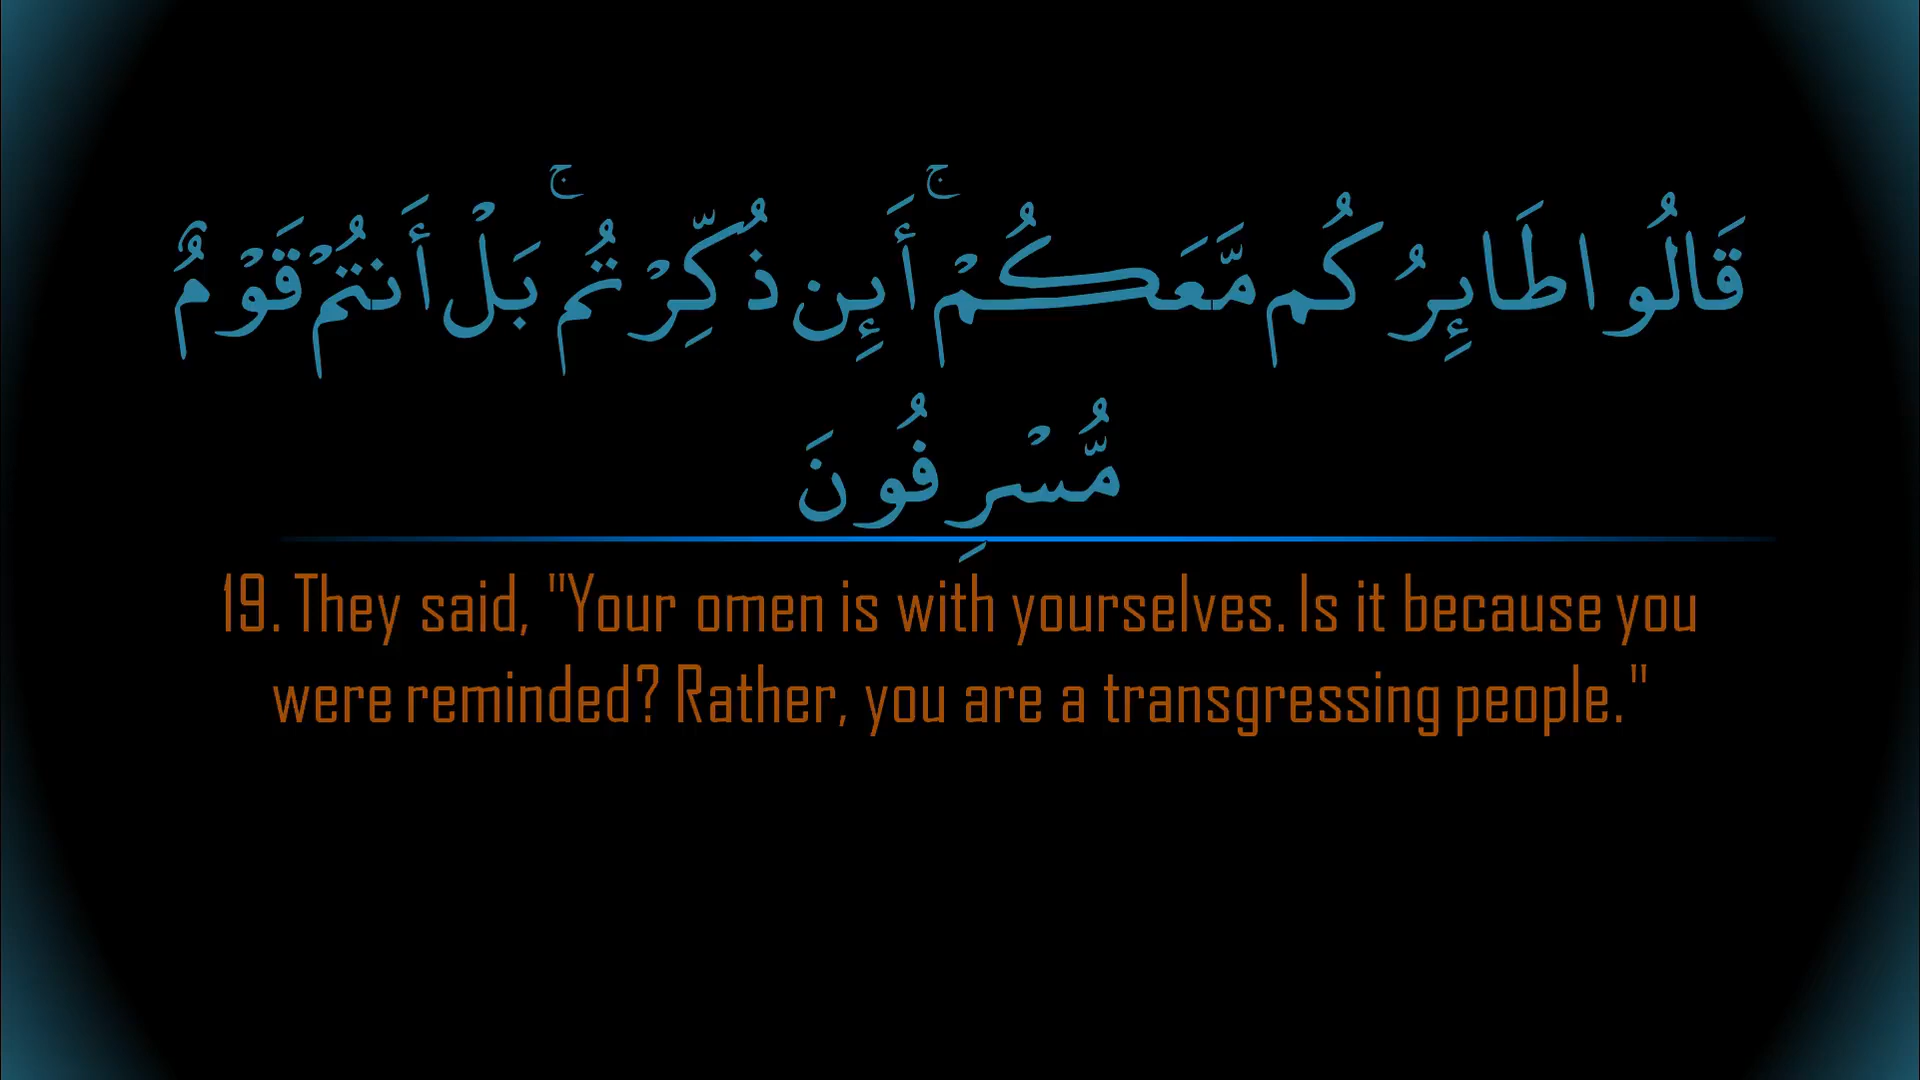 قَالُوا طَايِٕرُكُم مَّعَكُمْ ۚ أَيِٕن ذُكِّرْتُم ۚ بَلْ أَنتُمْ قَوْمٌ
مُّسْرِفُونَ
19. They said, "Your omen is with yourselves. Is it because you
were reminded? Rather, you are a transgressing people."